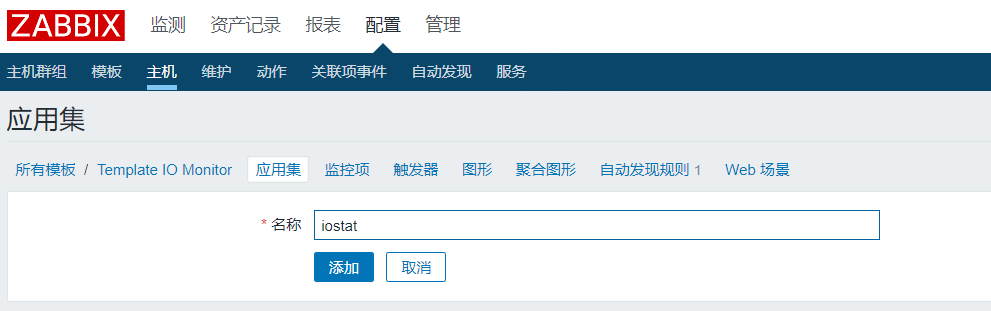 ZABBIX 监测 资产记录 报表 配置 管理
主机群组 模板 主机 维护 动作 关联项事件 自动发现 服务
应用集
所有模板 / Template IO Monitor 应用集 监控项 触发器 图形 聚合图形 自动发现规则 1 Web 场景
* 名称 iostat
添加 取消